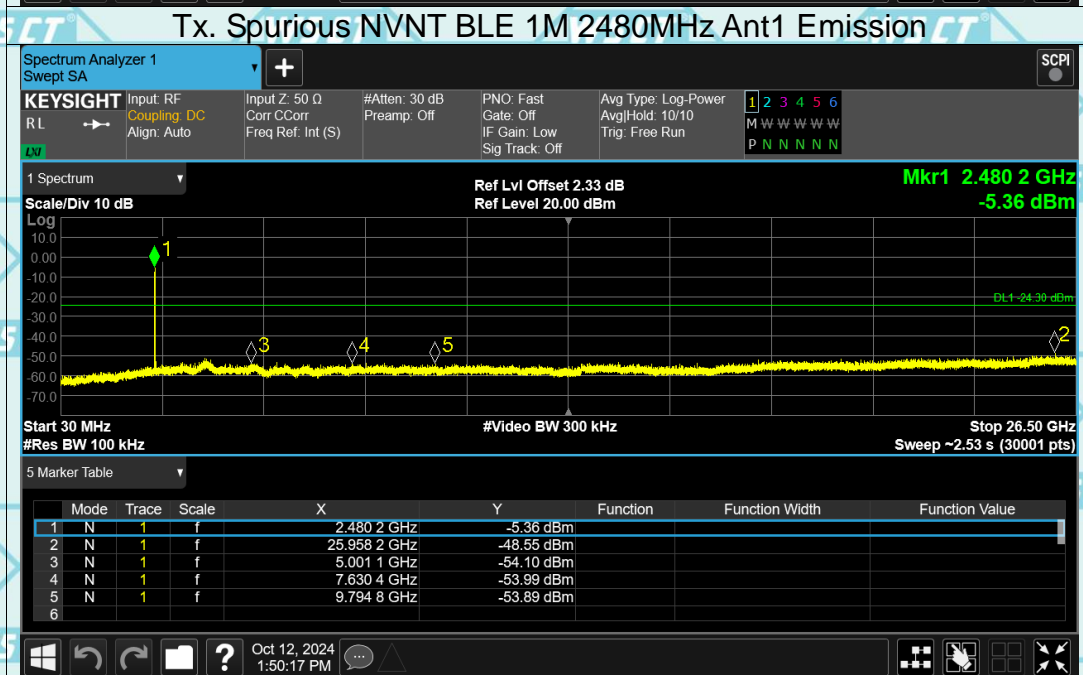 Tx. Spurious NVNT BLE 1M 2480MHz Ant1 Emission
Spectrum Analyzer 1
Swept SA
+
SCPI
KEYSIGHT Input: RF Input Z: 50 Ω #Atten: 30 dB PNO: Fast Avg Type: Log-Power 1 2 3 4 5 6
R L Coupling: DC Corr CCorr Preamp: Off Gate: Off Avg|Hold: 10/10 M W W W W W
Align: Auto Freq Ref: Int (S) IF Gain: Low Trig: Free Run P N N N N N
LXI Sig Track: Off
1 Spectrum Ref Lvl Offset 2.33 dB Mkr1 2.480 2 GHz
Scale/Div 10 dB Ref Level 20.00 dBm -5.36 dBm
Log
10.0
0.00
-10.0
-20.0
-30.0
-40.0
-50.0
-60.0
-70.0
1
DL1 -24.30 dBm
2
3
4
5
Start 30 MHz #Video BW 300 kHz Stop 26.50 GHz
#Res BW 100 kHz Sweep ~2.53 s (30001 pts)
5 Marker Table
Mode Trace Scale X Y Function Function Width Function Value
1 N 1 f 2.480 2 GHz -5.36 dBm
2 N 1 f 25.958 2 GHz -48.55 dBm
3 N 1 f 5.001 1 GHz -54.10 dBm
4 N 1 f 7.630 4 GHz -53.99 dBm
5 N 1 f 9.794 8 GHz -53.89 dBm
6
? Oct 12, 2024
1:50:17 PM